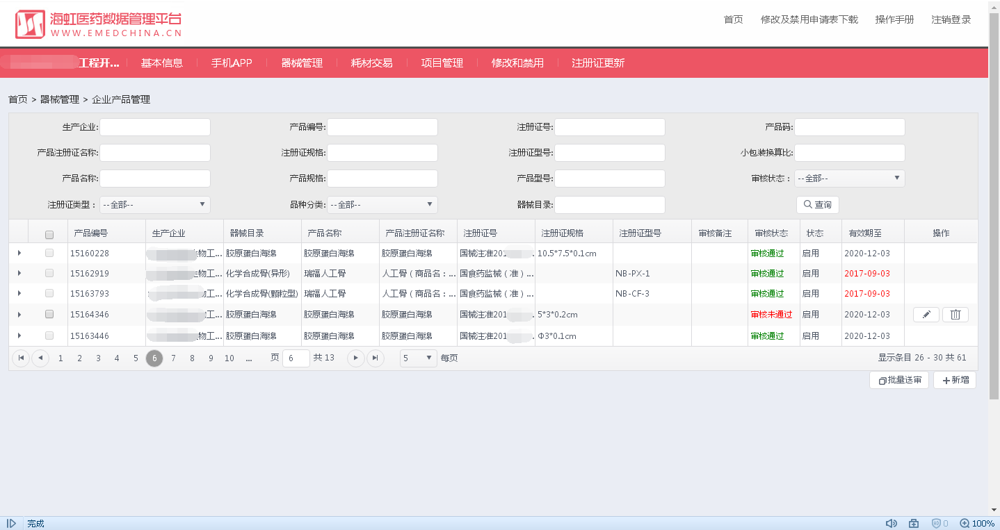 海虹医药数据管理平台
WWW.EMEDCHINA.CN
首页 修改及禁用申请表下载 操作手册 注销登录
工程开... 基本信息 手机APP 器械管理 耗材交易 项目管理 修改和禁用 注册证更新
首页 > 器械管理 > 企业产品管理
生产企业: 产品编号: 注册证号: 产品码:
产品注册证名称: 注册证规格: 注册证型号: 小包装换算比:
产品名称: 产品规格: 产品型号: 审核状态： --全部--
注册证类型： --全部-- 品种分类: --全部-- 器械目录: 查询
产品编号 生产企业 器械目录 产品名称 产品注册证名称 注册证号 注册证规格 注册证型号 审核备注 审核状态 状态 有效期至 操作
15160228 物工... 胶原蛋白海绵 胶原蛋白海绵 胶原蛋白海绵 国械注准201 . 10.5*7.5*0.1cm 审核通过 启用 2020-12-03
15162919 物工... 化学合成骨(异形) 瑞福人工骨 人工骨（商品名：... 国食药监械（准）... NB-PX-1 审核通过 启用 2017-09-03
15163793 物工... 化学合成骨(颗粒型) 瑞福人工骨 人工骨（商品名：... 国食药监械（准）... NB-CF-3 审核通过 启用 2017-09-03
15164346 物工... 胶原蛋白海绵 胶原蛋白海绵 胶原蛋白海绵 国械注准201 . 5*3*0.2cm 审核未通过 启用 2020-12-03
15163446 物工... 胶原蛋白海绵 胶原蛋白海绵 胶原蛋白海绵 国械注准201 . Φ3*0.1cm 审核通过 启用 2020-12-03
1 2 3 4 5 6 7 8 9 10 ... 页 6 共 13 5 每页 显示条目 26 - 30 共 61
批量送审 新增
完成 0 100%